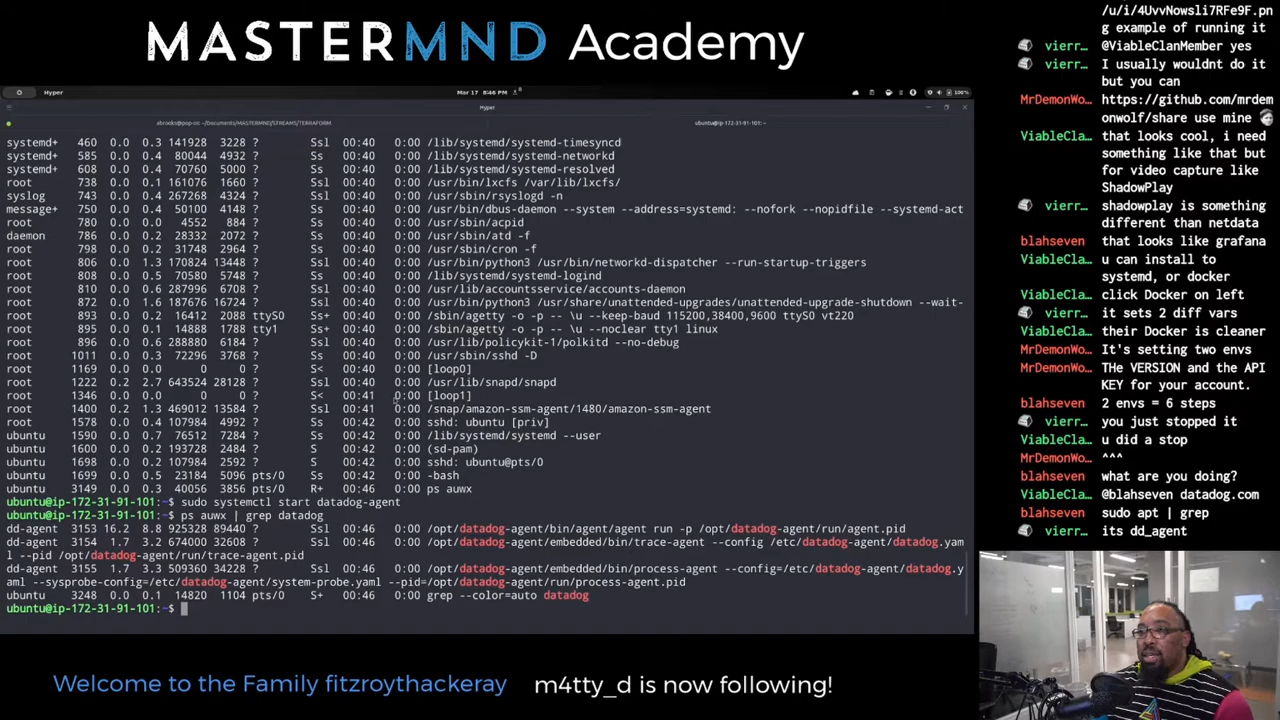 MASTERMND Academy
Hyper
Mar 17 8:46 PM
100%
Hyper
abrooks@pop-os: ~/Documents/MASTERMND/STREAMS/TERRAFORM
ubuntu@ip-172-31-91-101: ~
systemd+ 460 0.0 0.3 141928 3228 ? Ssl 00:40 0:00 /lib/systemd/systemd-timesyncd
systemd+ 585 0.0 0.4 80044 4932 ? Ss 00:40 0:00 /lib/systemd/systemd-networkd
systemd+ 608 0.0 0.4 70760 5000 ? Ss 00:40 0:00 /lib/systemd/systemd-resolved
root 738 0.0 0.1 161076 1660 ? Ssl 00:40 0:00 /usr/bin/lxcfs /var/lib/lxcfs/
syslog 743 0.0 0.4 267268 4324 ? Ssl 00:40 0:00 /usr/sbin/rsyslogd -n
message+ 750 0.0 0.4 50100 4148 ? Ss 00:40 0:00 /usr/bin/dbus-daemon --system --address=systemd: --nofork --nopidfile --systemd-act
root 780 0.0 0.0 4552 884 ? Ss 00:40 0:00 /usr/sbin/acpid
daemon 786 0.0 0.2 28332 2072 ? Ss 00:40 0:00 /usr/sbin/atd -f
root 798 0.0 0.2 31748 2964 ? Ss 00:40 0:00 /usr/sbin/cron -f
root 806 0.0 1.3 170824 13448 ? Ssl 00:40 0:00 /usr/bin/python3 /usr/bin/networkd-dispatcher --run-startup-triggers
root 808 0.0 0.5 70580 5748 ? Ss 00:40 0:00 /lib/systemd/systemd-logind
root 810 0.0 0.6 287996 6708 ? Ssl 00:40 0:00 /usr/lib/accountsservice/accounts-daemon
root 872 0.0 1.6 187676 16724 ? Ssl 00:40 0:00 /usr/bin/python3 /usr/share/unattended-upgrades/unattended-upgrade-shutdown --wait-
root 893 0.0 0.2 16412 2088 ttyS0 Ss+ 00:40 0:00 /sbin/agetty -o -p -- \u --keep-baud 115200,38400,9600 ttyS0 vt220
root 895 0.0 0.1 14888 1788 tty1 Ss+ 00:40 0:00 /sbin/agetty -o -p -- \u --noclear tty1 linux
root 896 0.0 0.6 288880 6184 ? Ssl 00:40 0:00 /usr/lib/policykit-1/polkitd --no-debug
root 1011 0.0 0.3 72296 3768 ? Ss 00:40 0:00 /usr/sbin/sshd -D
root 1169 0.0 0.0 0 0 ? S< 00:40 0:00 [loop0]
root 1222 0.2 2.7 643524 28128 ? Ssl 00:40 0:00 /usr/lib/snapd/snapd
root 1346 0.0 0.0 0 0 ? S< 00:41 0:00 [loop1]
root 1400 0.2 1.3 469012 13584 ? Ssl 00:41 0:00 /snap/amazon-ssm-agent/1480/amazon-ssm-agent
root 1578 0.0 0.4 107984 4992 ? Ss 00:42 0:00 sshd: ubuntu [priv]
ubuntu 1590 0.0 0.7 76512 7284 ? Ss 00:42 0:00 /lib/systemd/systemd --user
ubuntu 1600 0.0 0.2 193728 2484 ? S 00:42 0:00 (sd-pam)
ubuntu 1698 0.0 0.2 107984 2592 ? S 00:42 0:00 sshd: ubuntu@pts/0
ubuntu 1699 0.0 0.5 23184 5096 pts/0 Ss 00:42 0:00 -bash
ubuntu 3149 0.0 0.3 40056 3856 pts/0 R+ 00:46 0:00 ps auwx
ubuntu@ip-172-31-91-101:~$ sudo systemctl start datadog-agent
ubuntu@ip-172-31-91-101:~$ ps auwx | grep datadog
dd-agent 3153 16.2 8.8 925328 89440 ? Ssl 00:46 0:00 /opt/datadog-agent/bin/agent/agent run -p /opt/datadog-agent/run/agent.pid
dd-agent 3154 1.7 3.2 674000 32608 ? Ssl 00:46 0:00 /opt/datadog-agent/embedded/bin/trace-agent --config /etc/datadog-agent/datadog.yam
l --pid /opt/datadog-agent/run/trace-agent.pid
dd-agent 3155 1.7 3.3 509360 34228 ? Ssl 00:46 0:00 /opt/datadog-agent/embedded/bin/process-agent --config=/etc/datadog-agent/datadog.y
aml --sysprobe-config=/etc/datadog-agent/system-probe.yaml --pid=/opt/datadog-agent/run/process-agent.pid
ubuntu 3248 0.0 0.1 14820 1104 pts/0 S+ 00:46 0:00 grep --color=auto datadog
ubuntu@ip-172-31-91-101:~$
/u/i/4UvvNowsli7RFe9F.pn
g example of running it
vierr… @ViableClanMember yes
vierr… I usually wouldnt do it
but you can
MrDemonWo… https://github.com/mrdem
onwolf/share use mine
ViableCla… that looks cool, i need
something like that but
for video capture like
ShadowPlay
vierr… shadowplay is something
different than netdata
blahseven that looks like grafana
ViableCla… u can install to
systemd, or docker
blahseven click Docker on left
vierr… it sets 2 diff vars
ViableCla… their Docker is cleaner
MrDemonWo… It's setting two envs
MrDemonWo… THe VERSION and the API
KEY for your account.
blahseven 2 envs = 6 steps
vierr… you just stopped it
ViableCla… u did a stop
MrDemonWo… ^^^
blahseven what are you doing?
ViableCla… @blahseven datadog.com
blahseven sudo apt | grep
vierr… its dd_agent
Welcome to the Family fitzroythackeray
m4tty_d is now following!